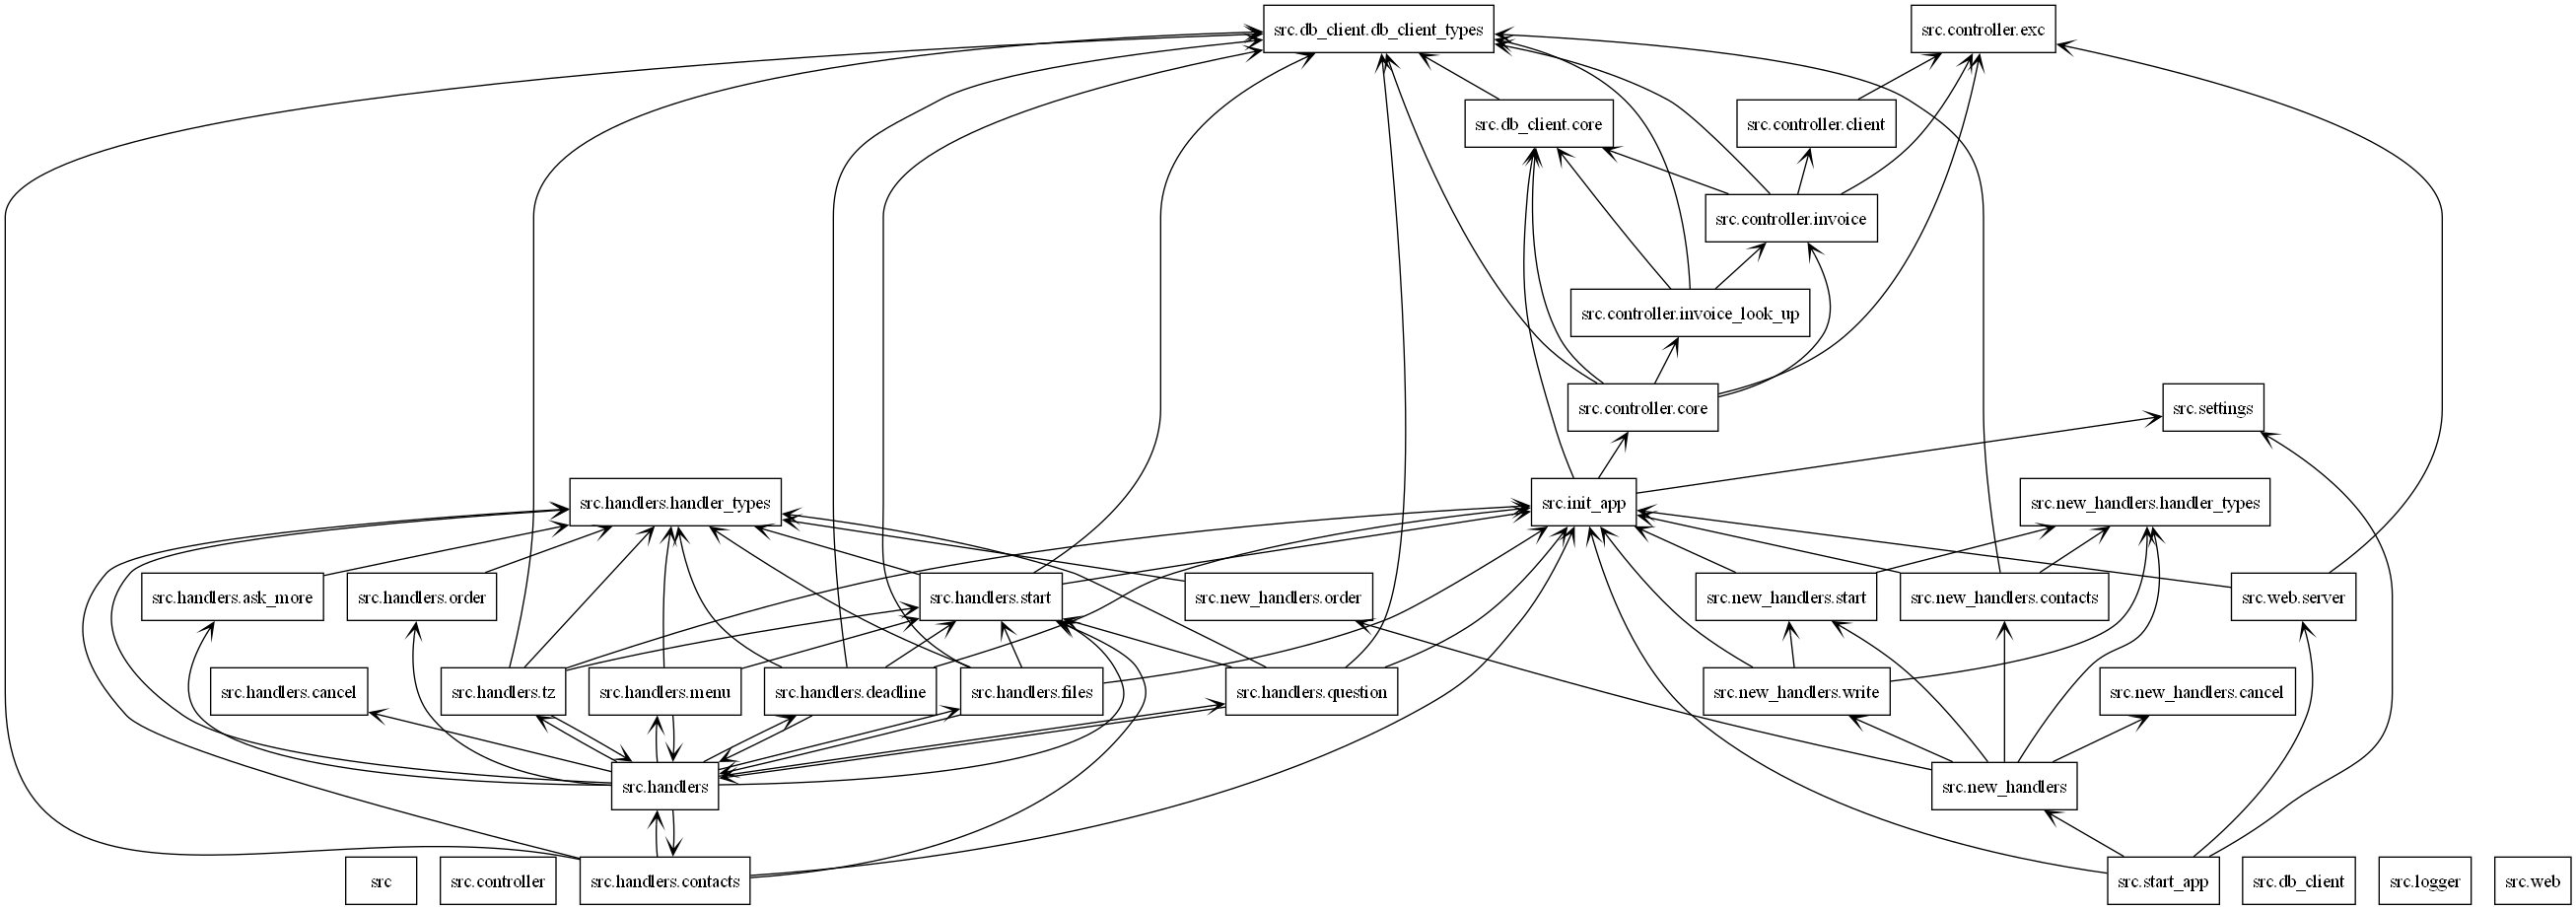 src.db_client.db_client_types
src.controller.exc
src.db_client.core
src.controller.client
src.controller.invoice
src.controller.invoice_look_up
src.controller.core
src.settings
src.handlers.handler_types
src.init_app
src.new_handlers.handler_types
src.handlers.ask_more
src.handlers.order
src.handlers.start
src.new_handlers.order
src.new_handlers.start
src.new_handlers.contacts
src.web.server
src.handlers.cancel
src.handlers.tz
src.handlers.menu
src.handlers.deadline
src.handlers.files
src.handlers.question
src.new_handlers.write
src.new_handlers.cancel
src.handlers
src.new_handlers
src
src.controller
src.handlers.contacts
src.start_app
src.db_client
src.logger
src.web